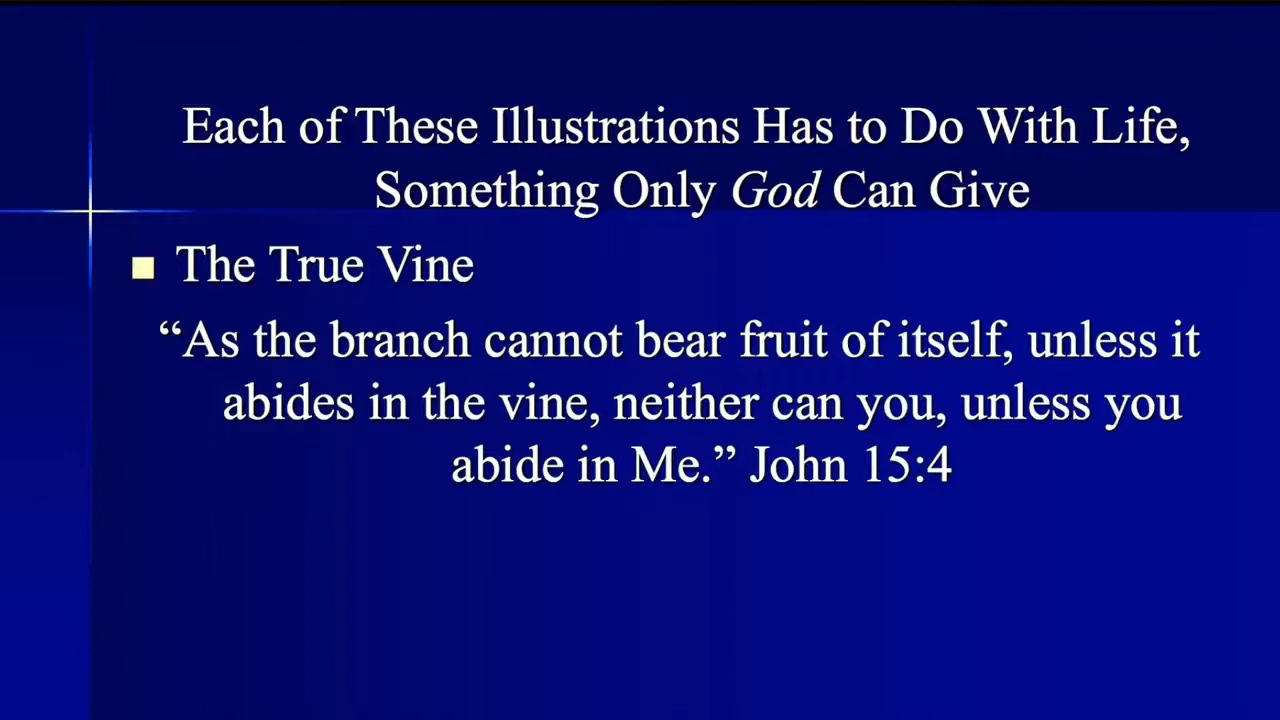 Each of These Illustrations Has to Do With Life,
Something Only God Can Give
The True Vine
“As the branch cannot bear fruit of itself, unless it
abides in the vine, neither can you, unless you
abide in Me.” John 15:4